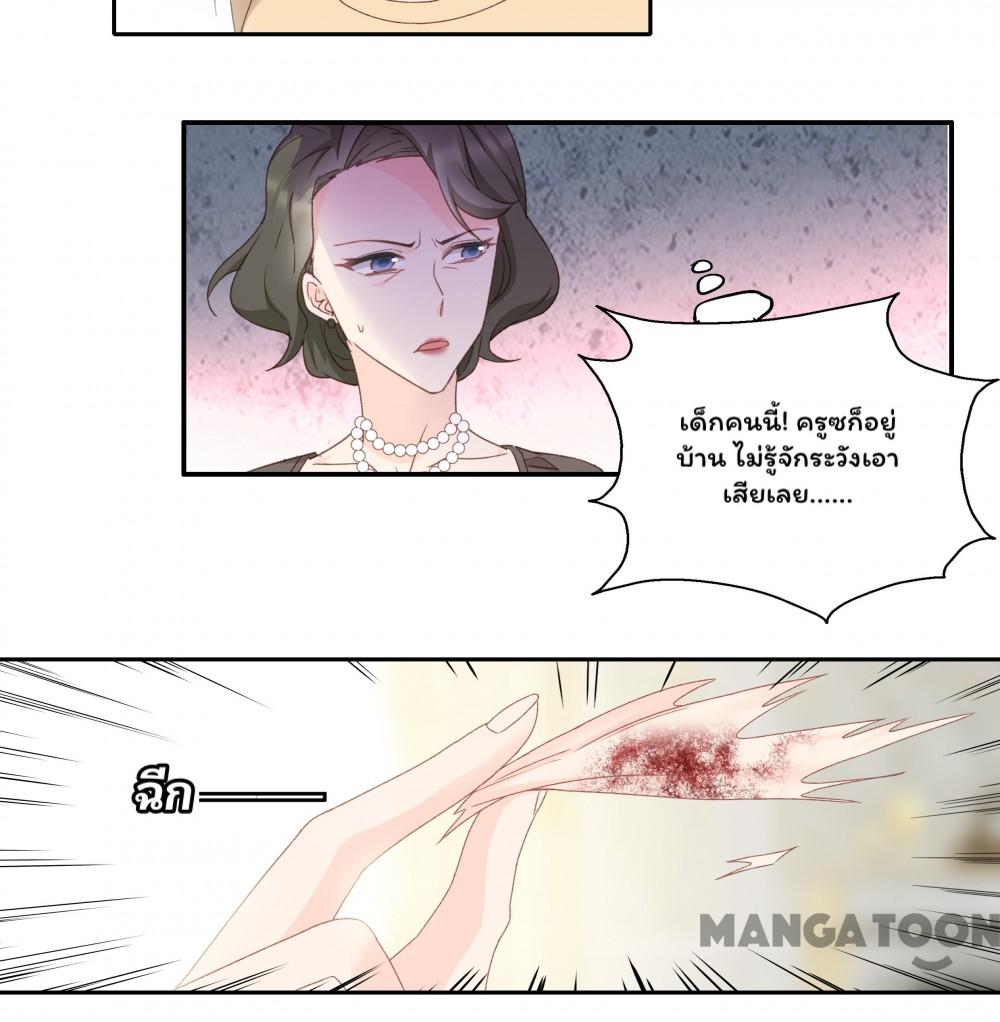 เด็กคนนี้! ครูซก็อยู่
บ้าน ไม่รู้จักระวังเอา
เสียเลย......
ฉีก
MANGATOON